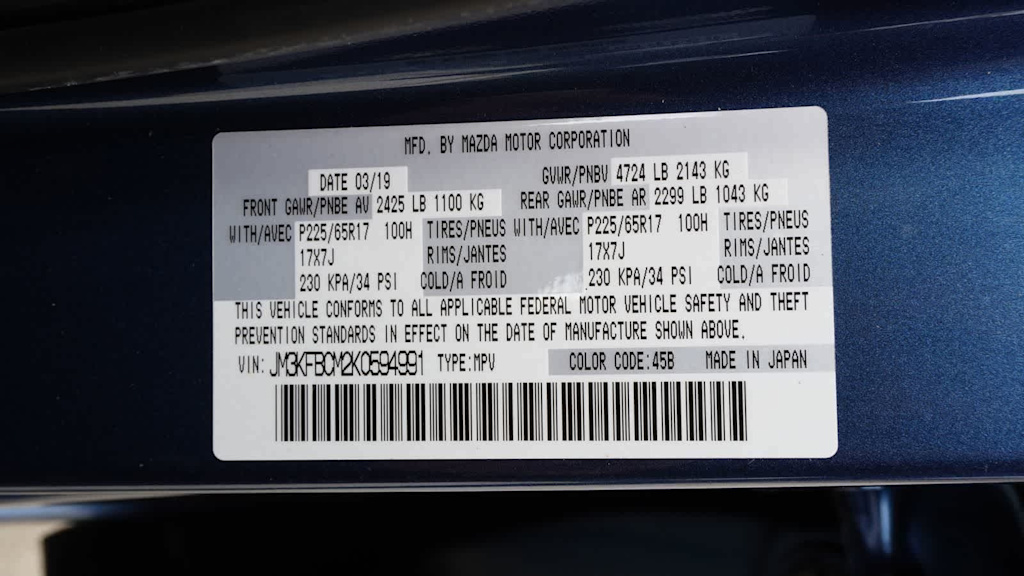 MFD. BY MAZDA MOTOR CORPORATION
DATE 03/19 GVWR/PNBV 4724 LB 2143 KG
FRONT GAWR/PNBE AV 2425 LB 1100 KG REAR GAWR/PNBE AR 2299 LB 1043 KG
WITH/AVEC P225/65R17 100H TIRES/PNEUS WITH/AVEC P225/65R17 100H TIRES/PNEUS
17X7J RIMS/JANTES 17X7J RIMS/JANTES
230 KPA/34 PSI COLD/A FROID 230 KPA/34 PSI COLD/A FROID
THIS VEHICLE CONFORMS TO ALL APPLICABLE FEDERAL MOTOR VEHICLE SAFETY AND THEFT
PREVENTION STANDARDS IN EFFECT ON THE DATE OF MANUFACTURE SHOWN ABOVE.
VIN: JM3KFBCM2K0594991 TYPE:MPV COLOR CODE:45B MADE IN JAPAN